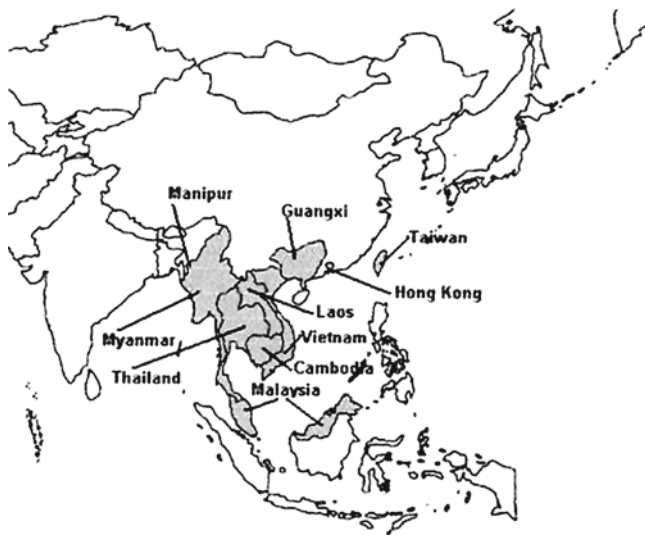 Manipur
Guangxi
Taiwan
Hong Kong
Laos
Myanmar
Vietnam
Thailand
Cambodia
Malaysia